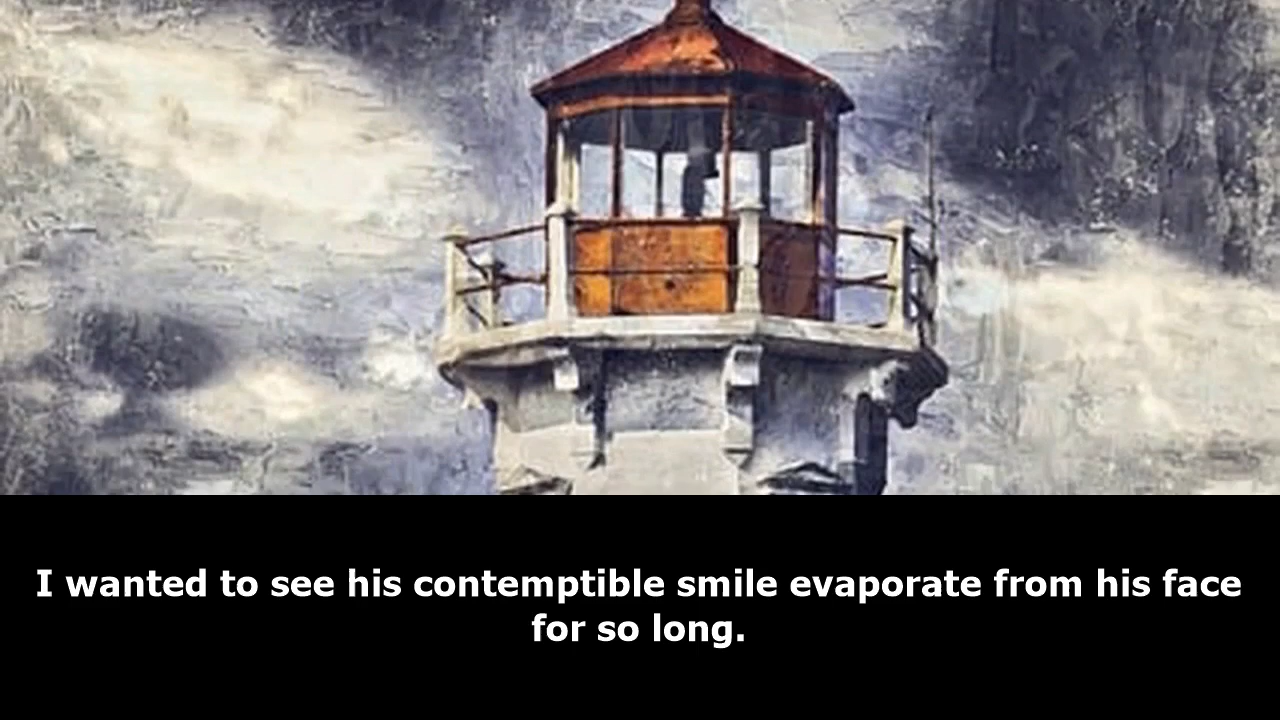 I wanted to see his contemptible smile evaporate from his face
for so long.